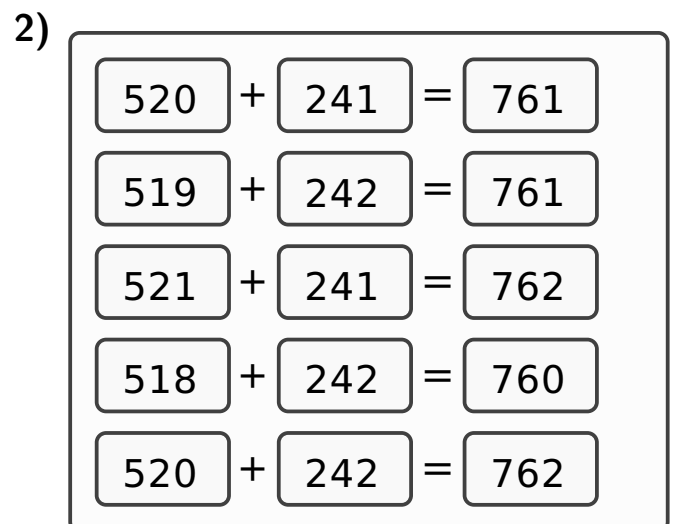 2)
520 + 241 = 761
519 + 242 = 761
521 + 241 = 762
518 + 242 = 760
520 + 242 = 762